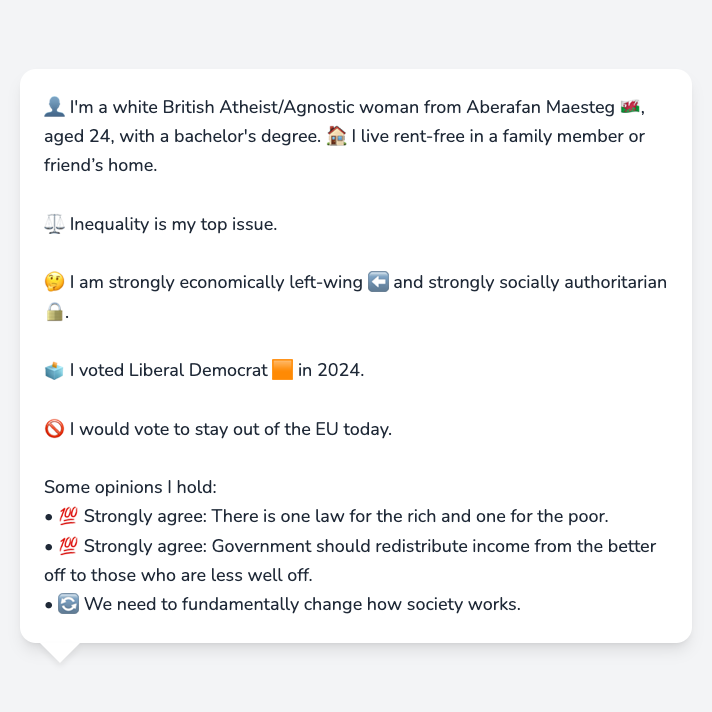 👤 I'm a white British Atheist/Agnostic woman from Aberafan Maesteg 🏴󠁧󠁢󠁷󠁬󠁳󠁿,
aged 24, with a bachelor's degree. 🏠 I live rent-free in a family member or
friend’s home.
⚖️ Inequality is my top issue.
🤔 I am strongly economically left-wing ⬅️ and strongly socially authoritarian
🔒.
🗳️ I voted Liberal Democrat 🟧 in 2024.
🚫 I would vote to stay out of the EU today.
Some opinions I hold:
• 💯 Strongly agree: There is one law for the rich and one for the poor.
• 💯 Strongly agree: Government should redistribute income from the better
off to those who are less well off.
• 🔄 We need to fundamentally change how society works.